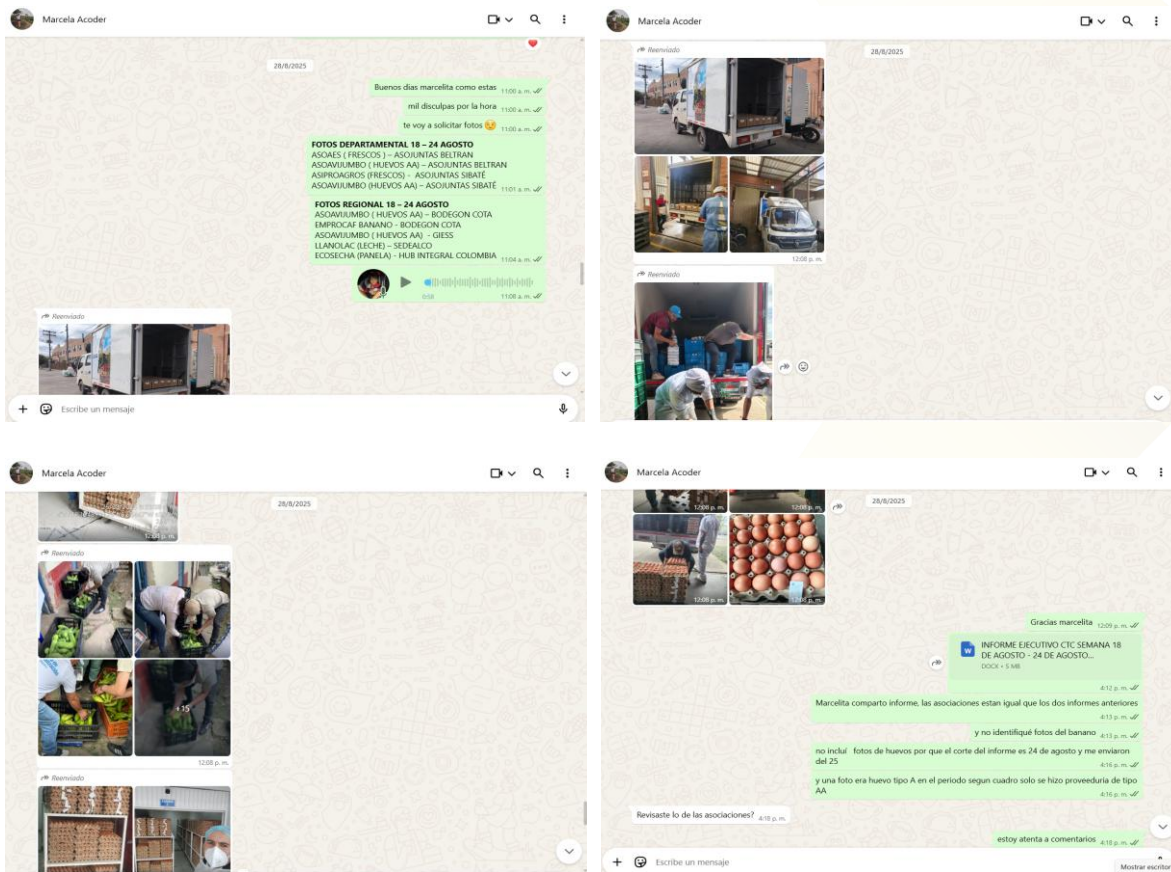 Marcela Acoder
28/8/2025
Buenos dias marcelita como estas 11:00 a. m.
mil disculpas por la hora 11:00 a. m.
te voy a solicitar fotos 11:00 a. m.
FOTOS DEPARTAMENTAL 18 – 24 AGOSTO
ASOAES ( FRESCOS ) – ASOJUNTAS BELTRAN
ASOAVIJUMBO ( HUEVOS AA) – ASOJUNTAS BELTRAN
ASIPROAGROS (FRESCOS) - ASOJUNTAS SIBATÉ
ASOAVIJUMBO (HUEVOS AA) – ASOJUNTAS SIBATÉ 11:01 a. m.
FOTOS REGIONAL 18 – 24 AGOSTO
ASOAVIJUMBO ( HUEVOS AA) – BODEGON COTA
EMPROCAF BANANO - BODEGON COTA
ASOAVIJUMBO ( HUEVOS AA) - GIESS
LLANOLAC (LECHE) – SEDEALCO
ECOSECHA (PANELA) - HUB INTEGRAL COLOMBIA 11:04 a. m.
0:58 11:06 a. m.
Reenviado
Escribe un mensaje
Marcela Acoder
28/8/2025
Reenviado
12:08 p. m.
Reenviado
Marcela Acoder
28/8/2025
12:08 p. m.
Reenviado
+15
12:08 p. m.
Reenviado
Marcela Acoder
28/8/2025
12:08 p. m.
12:08 p. m.
12:08 p. m.
12:08 p. m.
Gracias marcelita 12:09 p. m.
INFORME EJECUTIVO CTC SEMANA 18
DE AGOSTO - 24 DE AGOSTO...
DOCX • 5 MB
4:12 p. m.
Marcelita comparto informe, las asociaciones estan igual que los dos informes anteriores
4:13 p. m.
y no identifiqué fotos del banano 4:13 p. m.
no incluí fotos de huevos por que el corte del informe es 24 de agosto y me enviaron
del 25
4:16 p. m.
y una foto era huevo tipo A en el periodo segun cuadro solo se hizo proveeduria de tipo
AA
4:16 p. m.
Revisaste lo de las asociaciones? 4:18 p. m.
estoy atenta a comentarios 4:18 p. m.
Escribe un mensaje